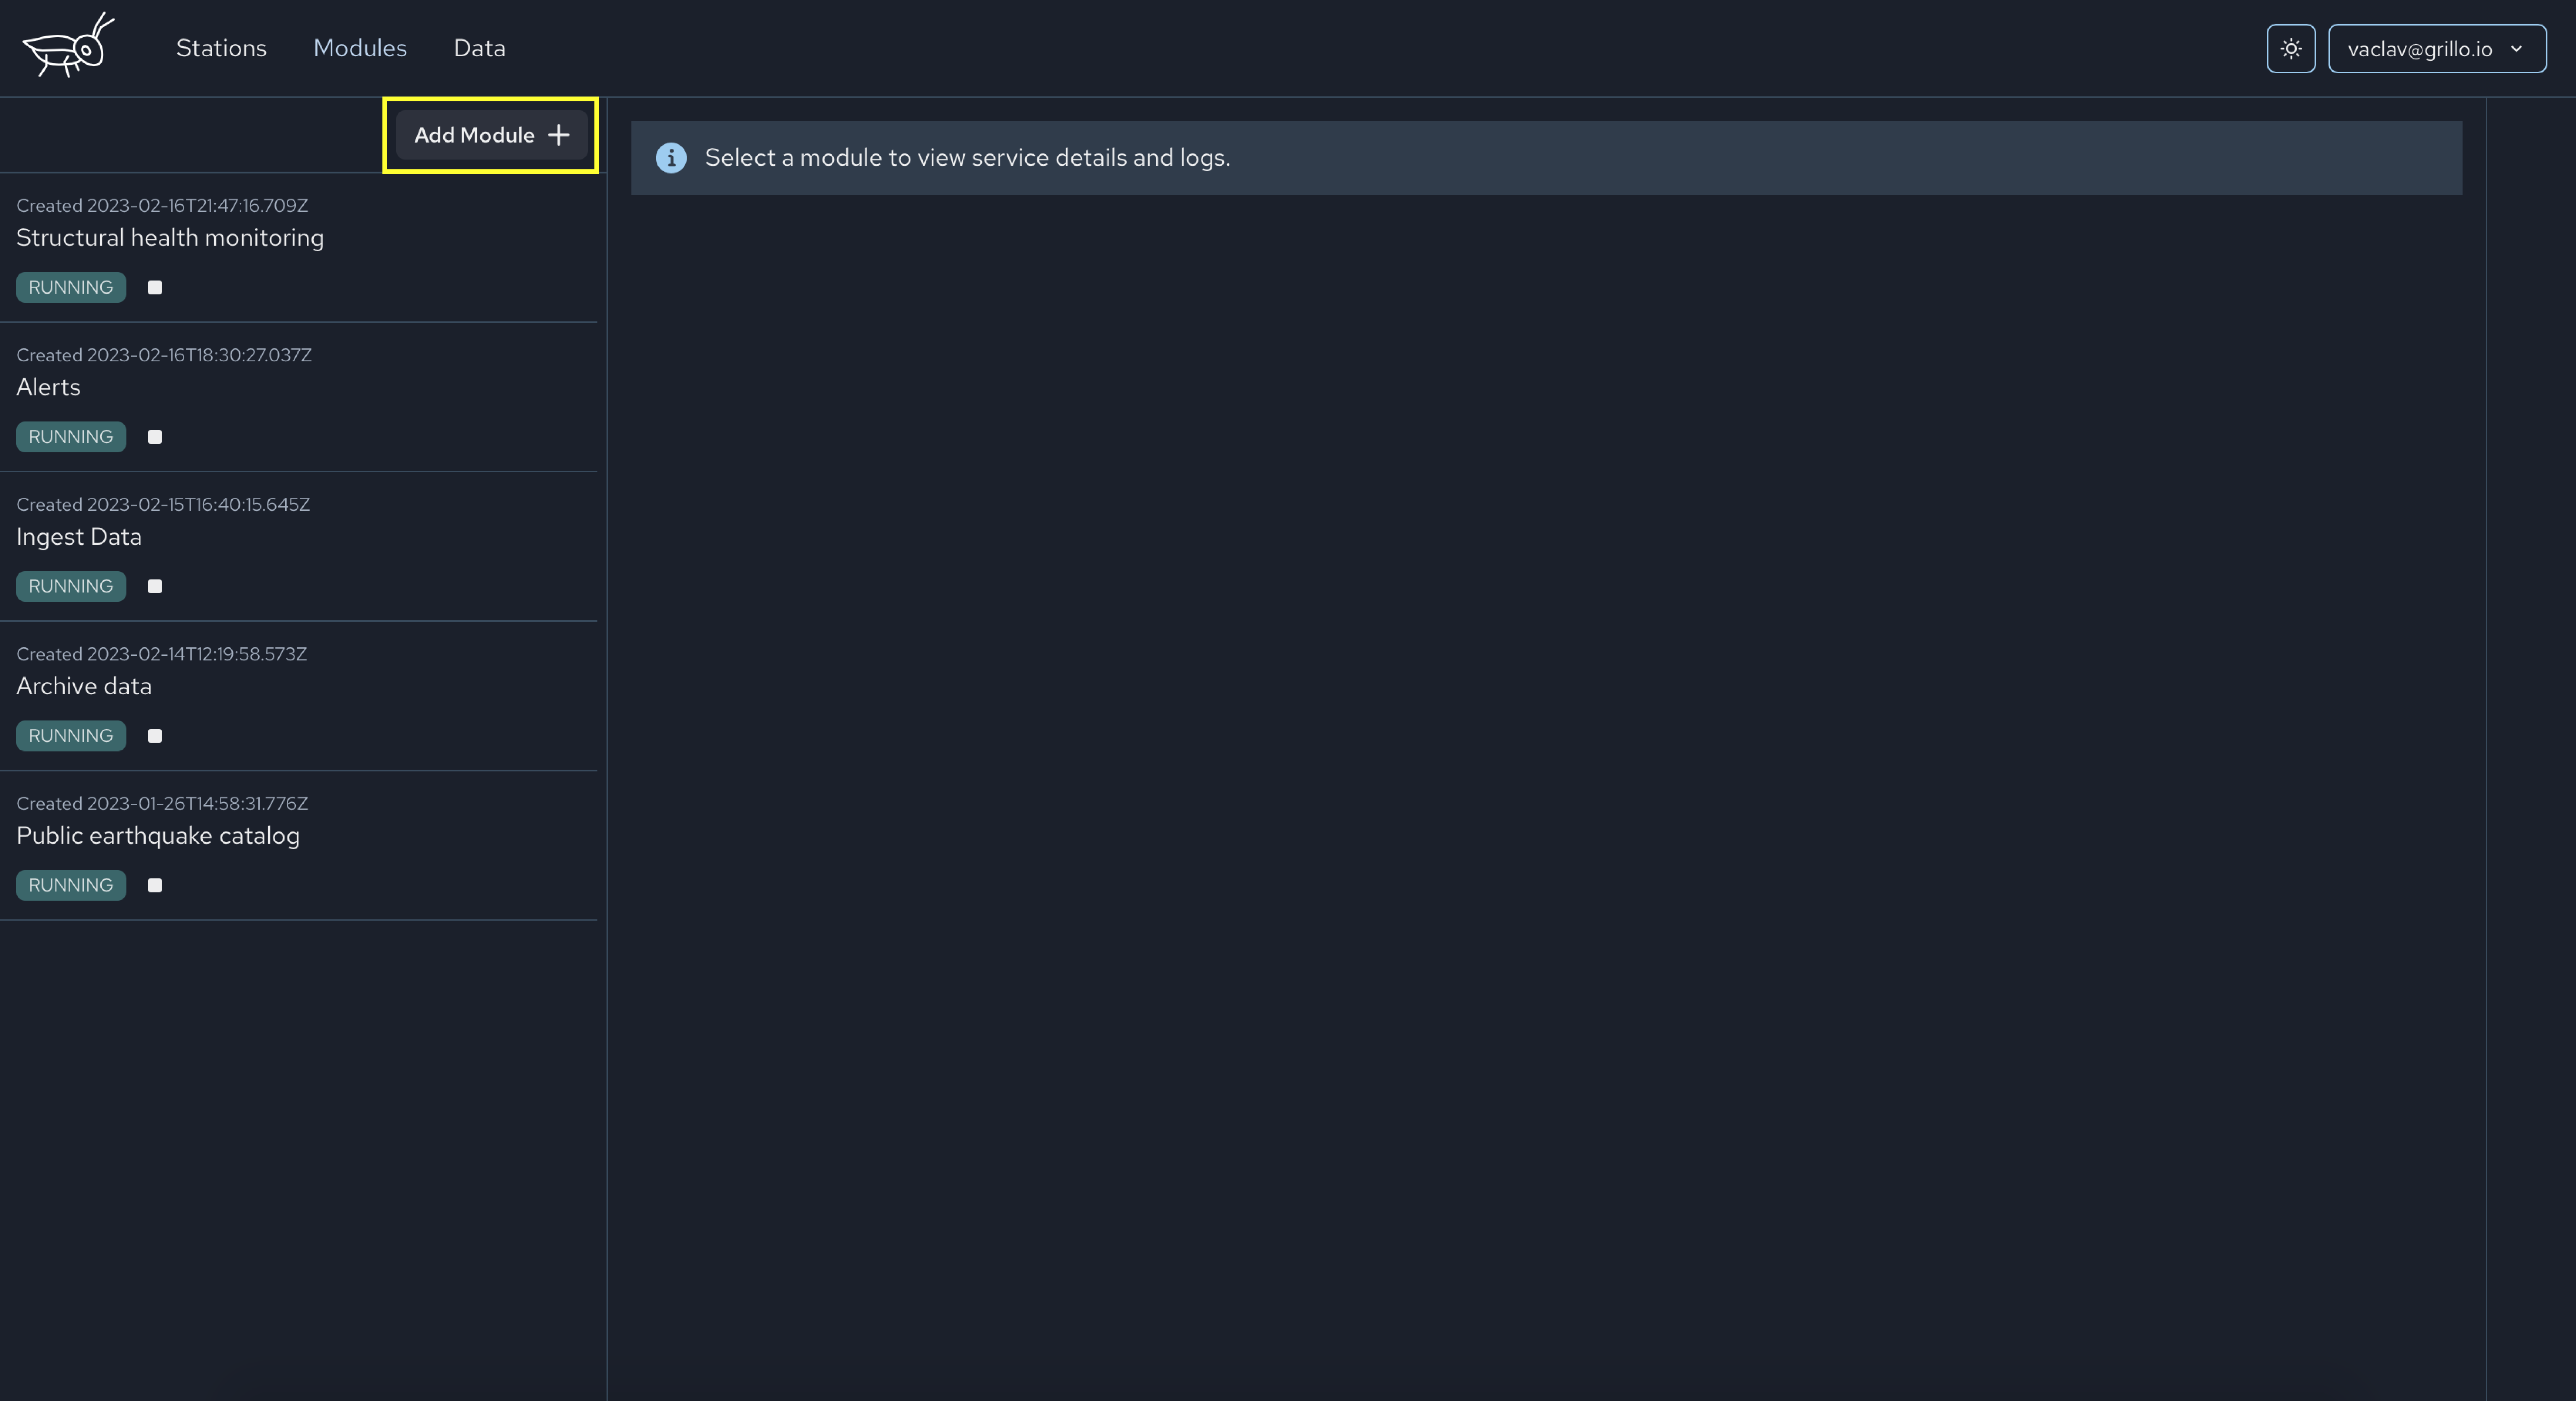 Stations
Modules
Data
vaclav@grillo.io
Add Module
Select a module to view service details and logs.
Created 2023-02-16T21:47:16.709Z
Structural health monitoring
RUNNING
Created 2023-02-16T18:30:27.037Z
Alerts
RUNNING
Created 2023-02-15T16:40:15.645Z
Ingest Data
RUNNING
Created 2023-02-14T12:19:58.573Z
Archive data
RUNNING
Created 2023-01-26T14:58:31.776Z
Public earthquake catalog
RUNNING